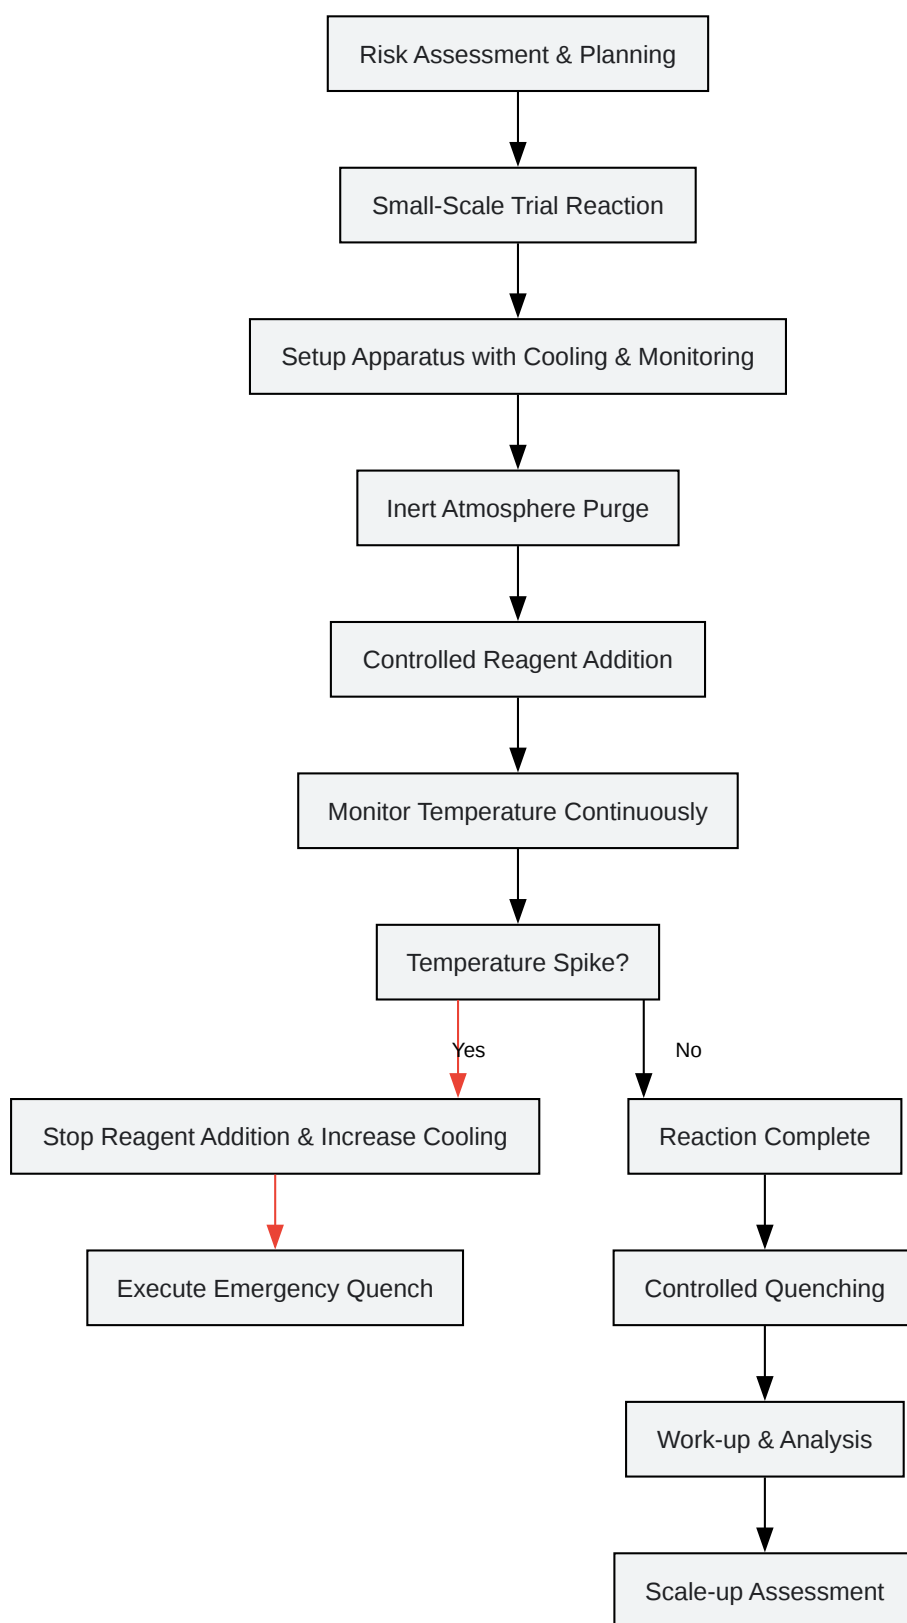 Risk Assessment & Planning
Small-Scale Trial Reaction
Setup Apparatus with Cooling & Monitoring
Inert Atmosphere Purge
Controlled Reagent Addition
Monitor Temperature Continuously
Temperature Spike?
Yes
No
Stop Reagent Addition & Increase Cooling
Reaction Complete
Execute Emergency Quench
Controlled Quenching
Work-up & Analysis
Scale-up Assessment